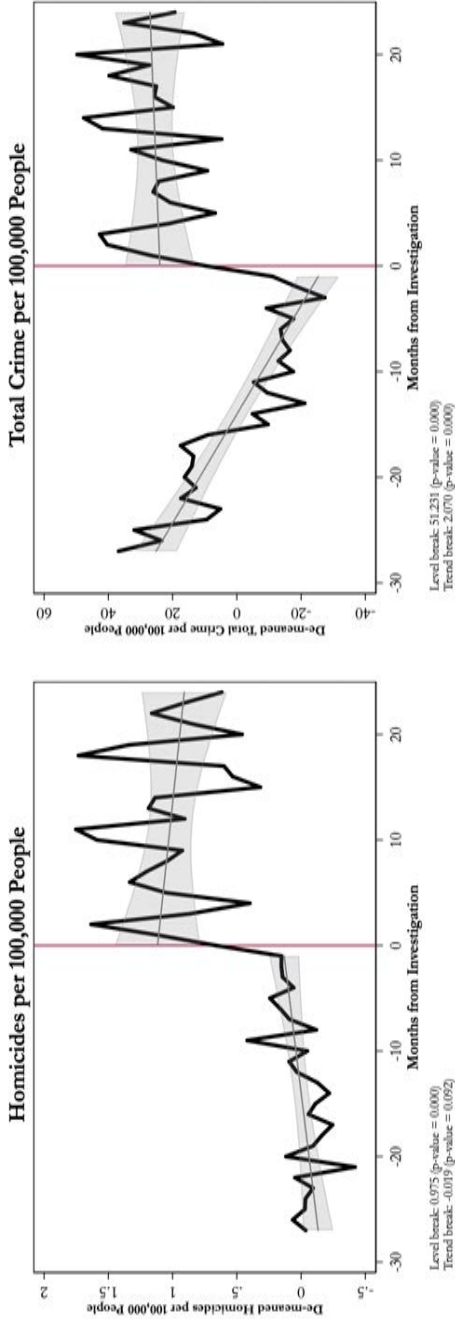 Homicides per 100,000 People
De-meaned Homicides per 100,000 People
2
1.5
1
.5
0
-.5
-30
-20
-10
0
10
20
Months from Investigation
Level break: 0.975 (p-value = 0.000)
Trend break: -0.019 (p-value = 0.092)
Total Crime per 100,000 People
De-meaned Total Crime per 100,000 People
60
40
20
0
-20
-40
-30
-20
-10
0
10
20
Months from Investigation
Level break: 51.231 (p-value = 0.000)
Trend break: 2.070 (p-value = 0.000)